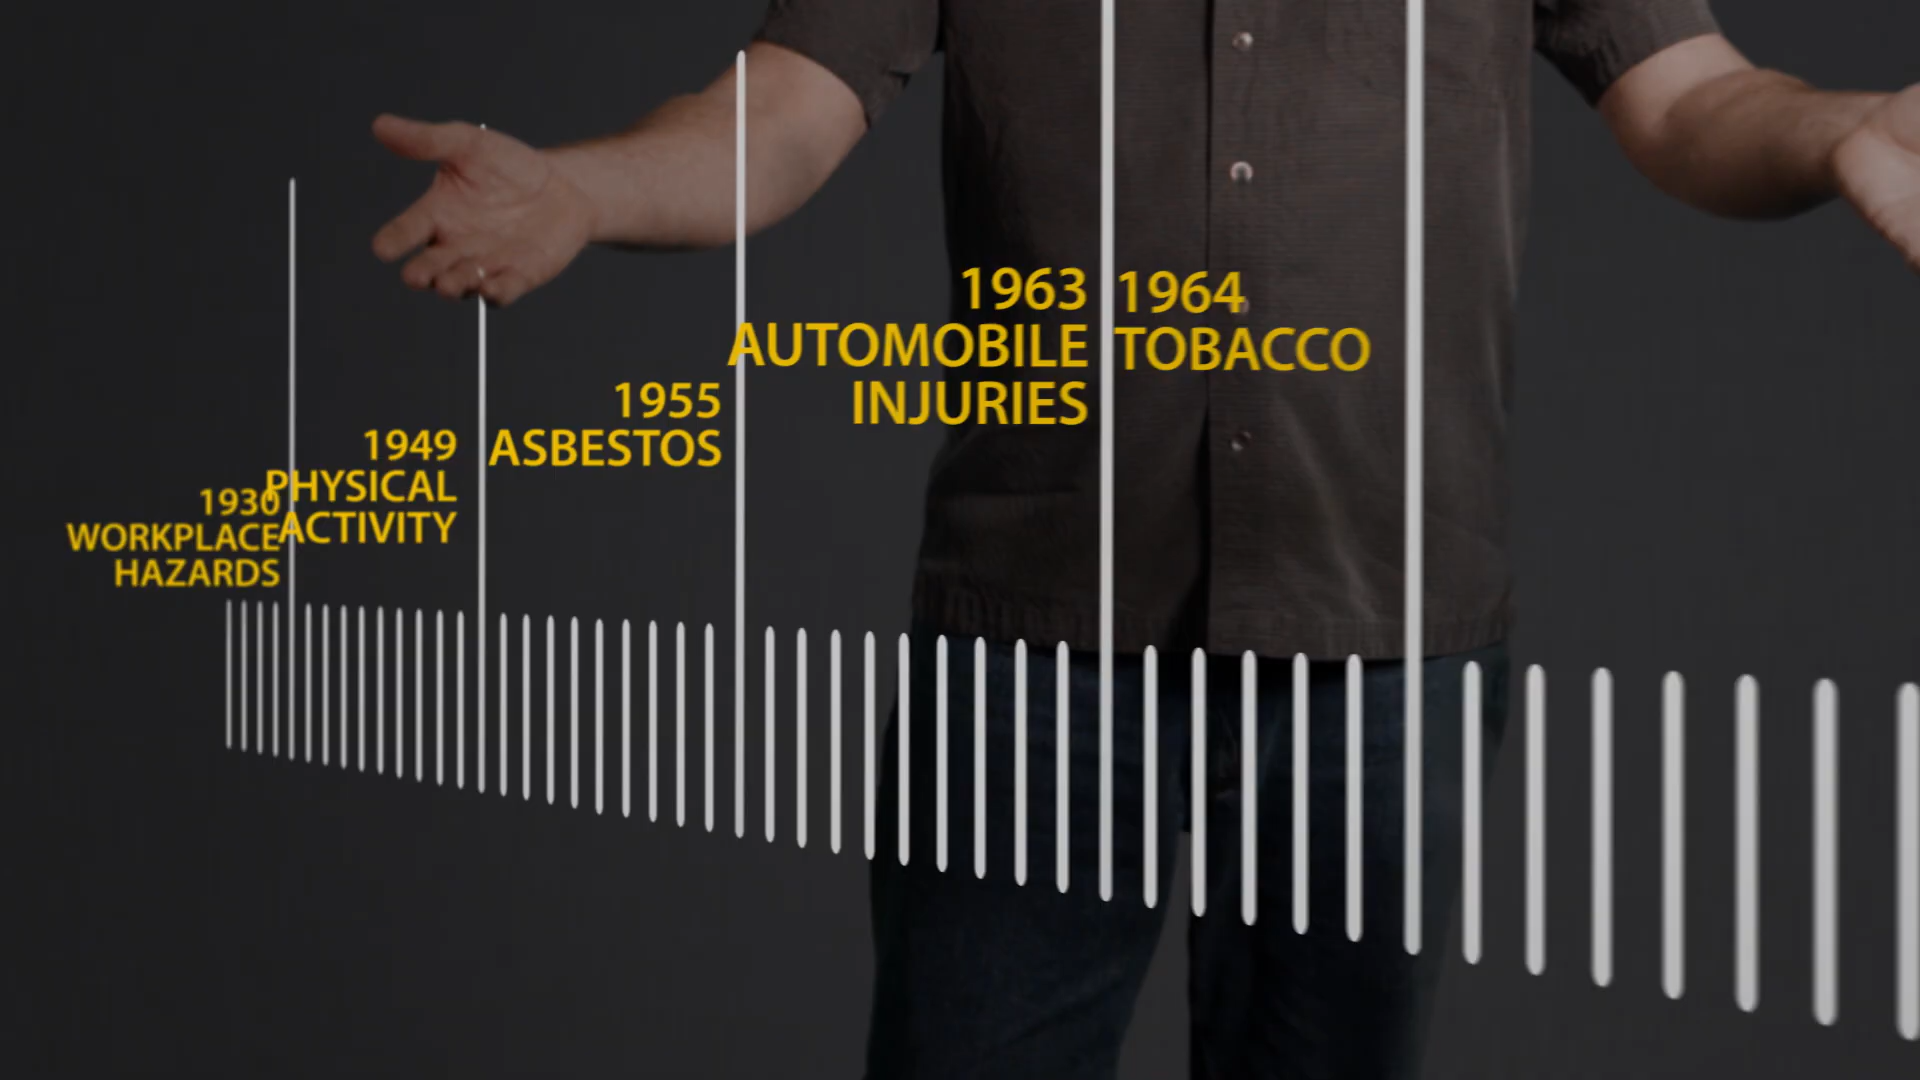 1930
WORKPLACE
HAZARDS
1949
PHYSICAL
ACTIVITY
1955
ASBESTOS
1963
AUTOMOBILE
INJURIES
1964
TOBACCO